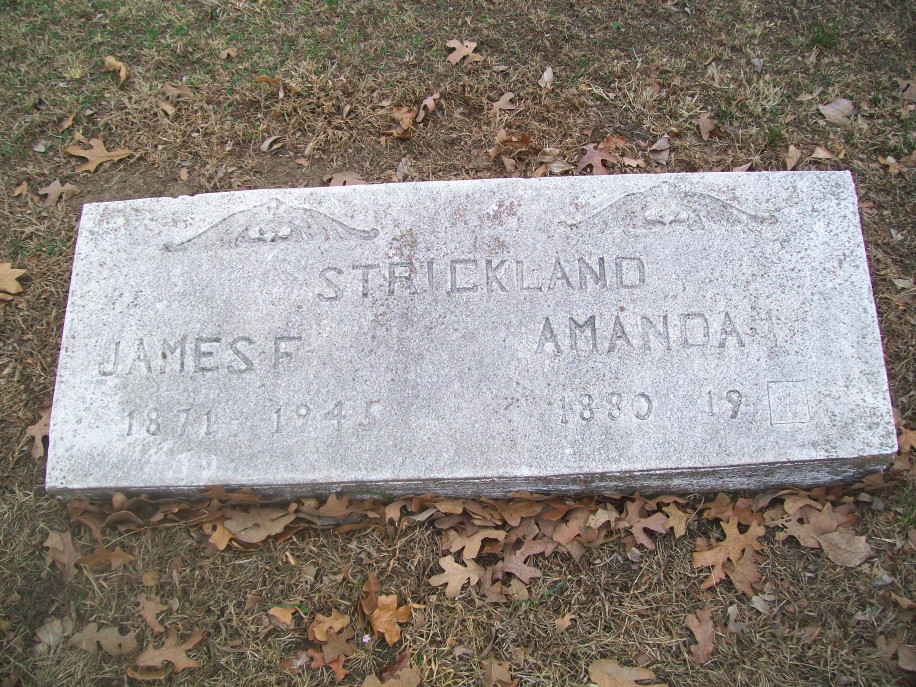 STRICKLAND
JAMES F AMANDA
1871 1945 1880 19